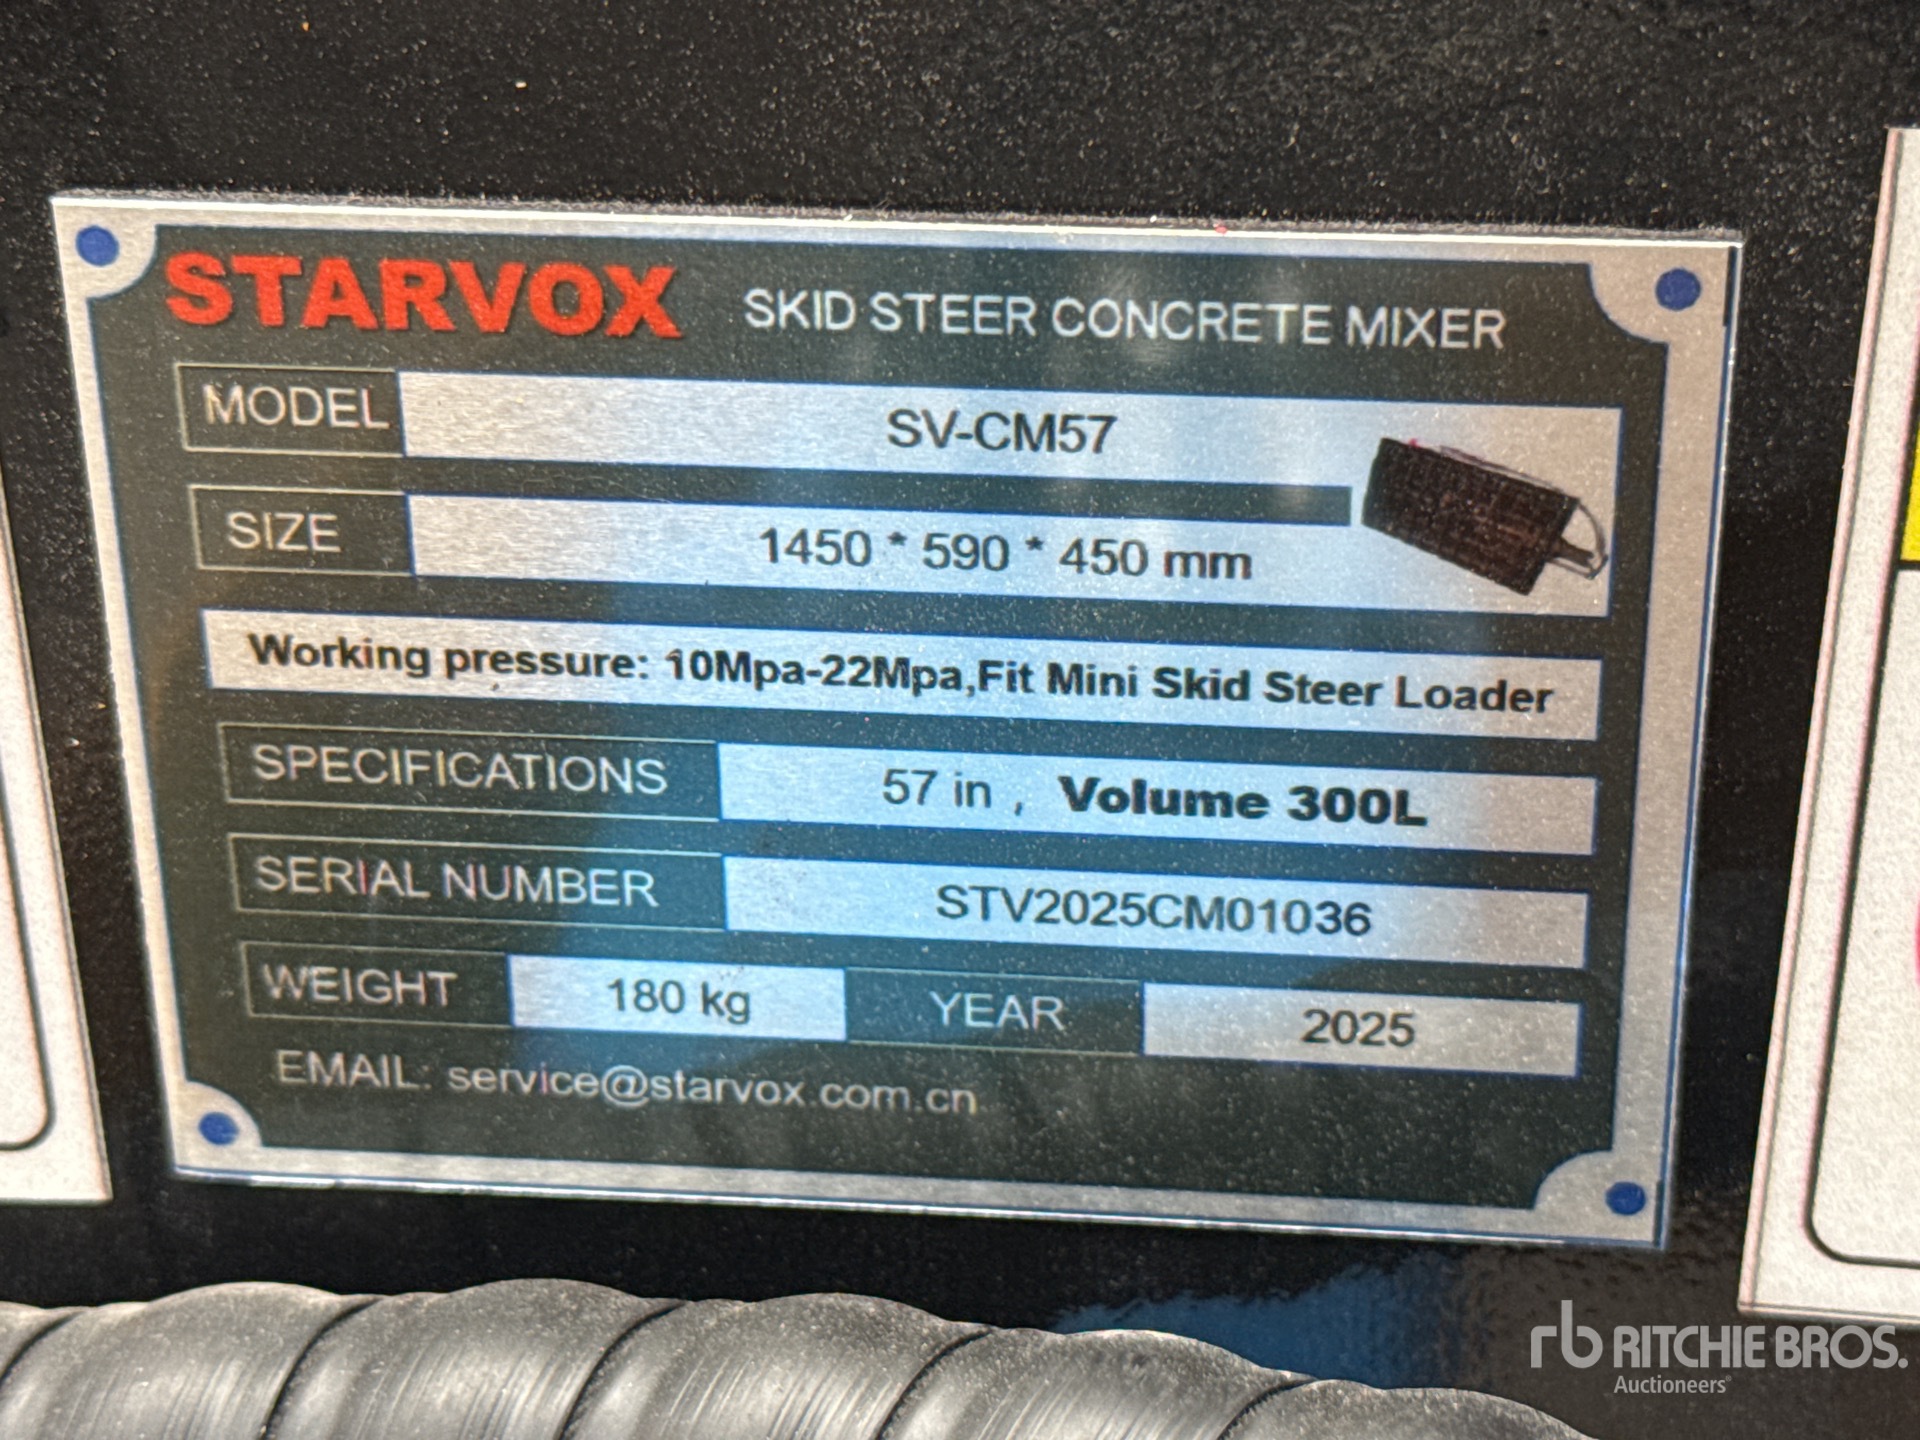 STARVOX SKID STEER CONCRETE MIXER
MODEL SV-CM57
SIZE 1450 * 590 * 450 mm
Working pressure: 10Mpa-22Mpa,Fit Mini Skid Steer Loader
SPECIFICATIONS 57 in , Volume 300L
SERIAL NUMBER STV2025CM01036
WEIGHT 180 kg YEAR 2025
EMAIL: service@starvox.com.cn
rb RITCHIE BROS.
Auctioneers